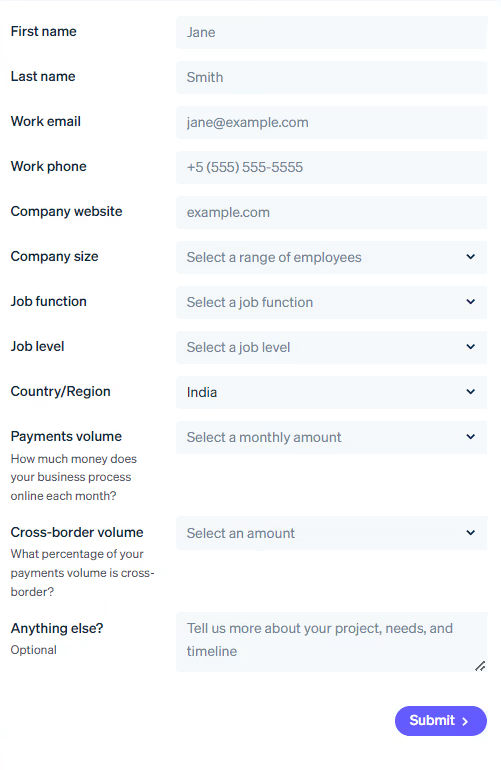 First name
Jane
Last name
Smith
Work email
jane@example.com
Work phone
+5 (555) 555-5555
Company website
example.com
Company size
Select a range of employees
Job function
Select a job function
Job level
Select a job level
Country/Region
India
Payments volume
Select a monthly amount
How much money does
your business process
online each month?
Cross-border volume
Select an amount
What percentage of your
payments volume is cross-
border?
Anything else?
Optional
Tell us more about your project, needs, and
timeline
Submit